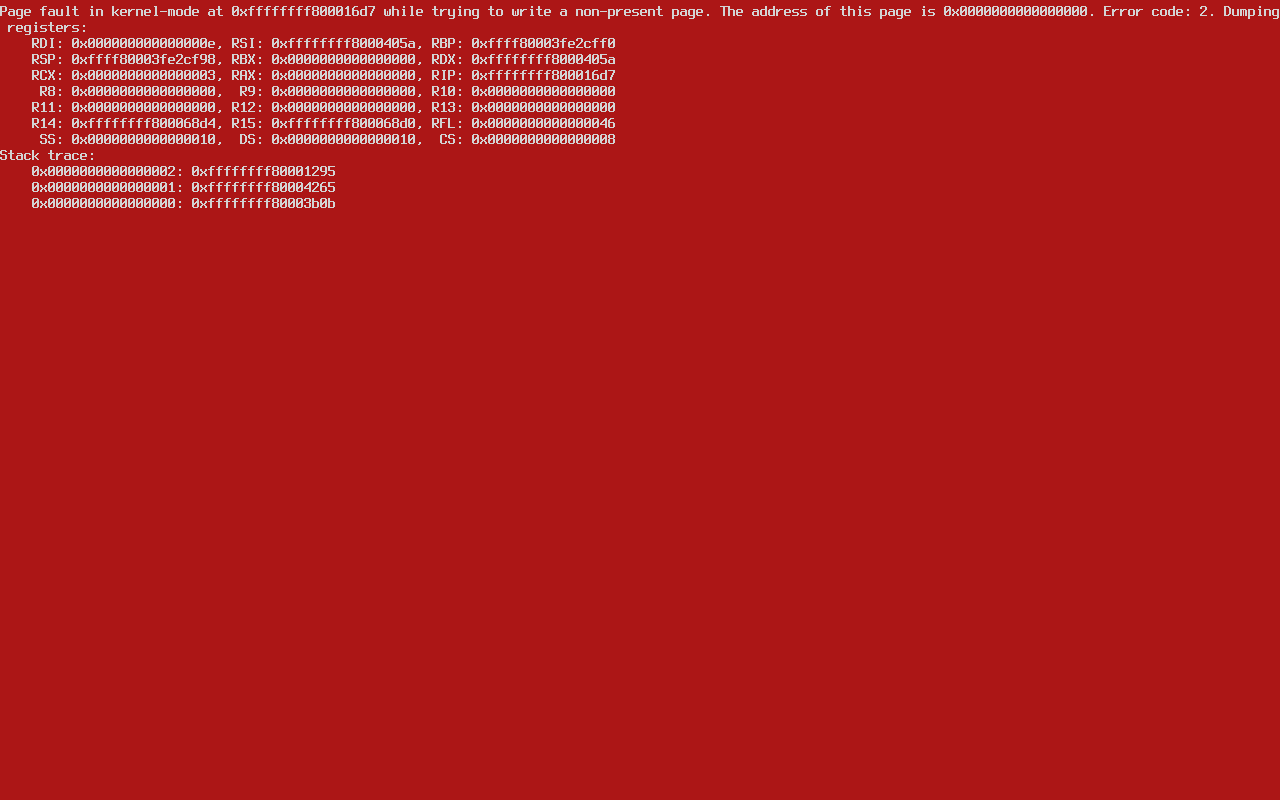 Page fault in kernel-mode at 0xffffffff800016d7 while trying to write a non-present page. The address of this page is 0x0000000000000000. Error code: 2. Dumping
registers:
RDI: 0x000000000000000e, RSI: 0xffffffff8000405a, RBP: 0xffff80003fe2cff0
RSP: 0xffff80003fe2cf98, RBX: 0x0000000000000000, RDX: 0xffffffff8000405a
RCX: 0x0000000000000003, RAX: 0x0000000000000000, RIP: 0xffffffff800016d7
R8: 0x0000000000000000, R9: 0x0000000000000000, R10: 0x0000000000000000
R11: 0x0000000000000000, R12: 0x0000000000000000, R13: 0x0000000000000000
R14: 0xffffffff800068d4, R15: 0xffffffff800068d0, RFL: 0x0000000000000046
SS: 0x0000000000000010, DS: 0x0000000000000010, CS: 0x0000000000000008
Stack trace:
0x0000000000000002: 0xffffffff80001295
0x0000000000000001: 0xffffffff80004265
0x0000000000000000: 0xffffffff80003b0b